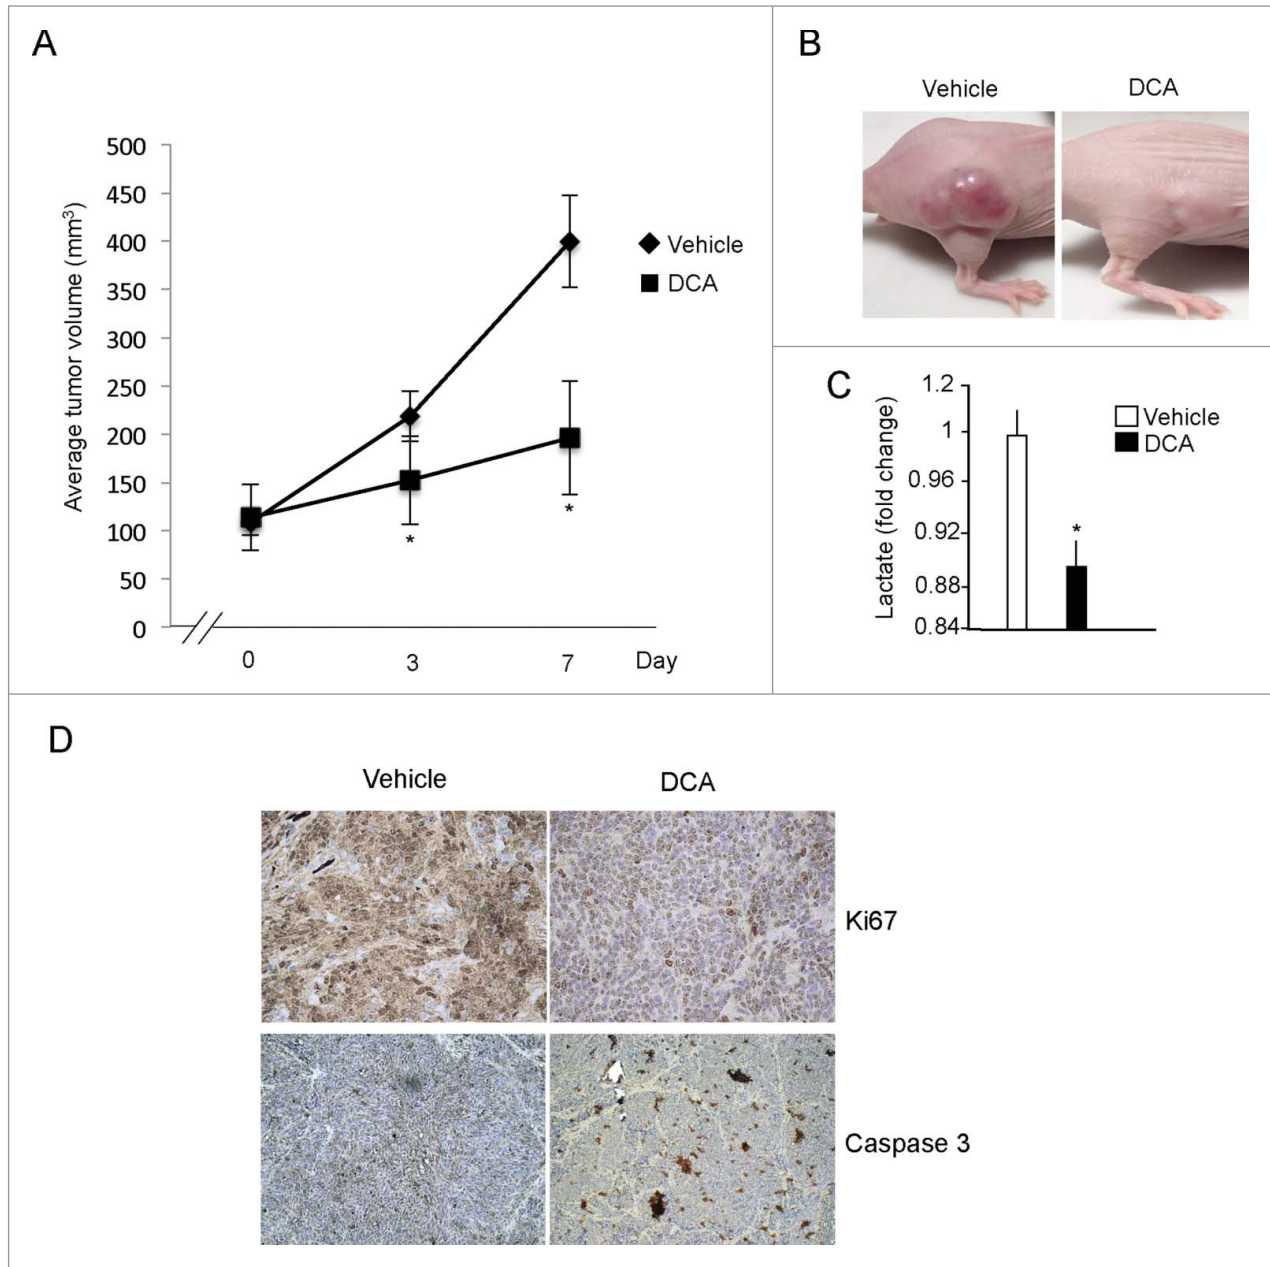 A
500
450
400
350
300
250
200
150
100
50
0
Average tumor volume (mm³)
Vehicle
DCA
*
*
0 3 7 Day
B
Vehicle DCA
C
1.2
1
0.96
0.92
0.88
0.84
Lactate (fold change)
Vehicle
DCA
*
D
Vehicle DCA
Ki67
Caspase 3